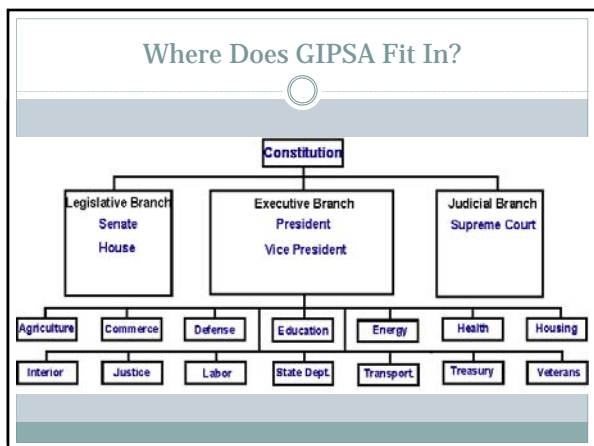 Where Does GIPSA Fit In?
Constitution
Legislative Branch
Senate
House
Executive Branch
President
Vice President
Judicial Branch
Supreme Court
Agriculture Commerce Defense Education Energy Health Housing
Interior Justice Labor State Dept. Transport. Treasury Veterans